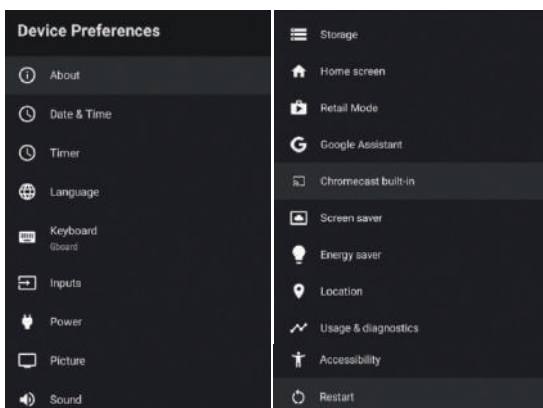 Device Preferences
About
Date & Time
Timer
Language
Keyboard
Gboard
Inputs
Power
Picture
Sound
Storage
Home screen
Retail Mode
Google Assistant
Chromecast built-in
Screen saver
Energy saver
Location
Usage & diagnostics
Accessibility
Restart